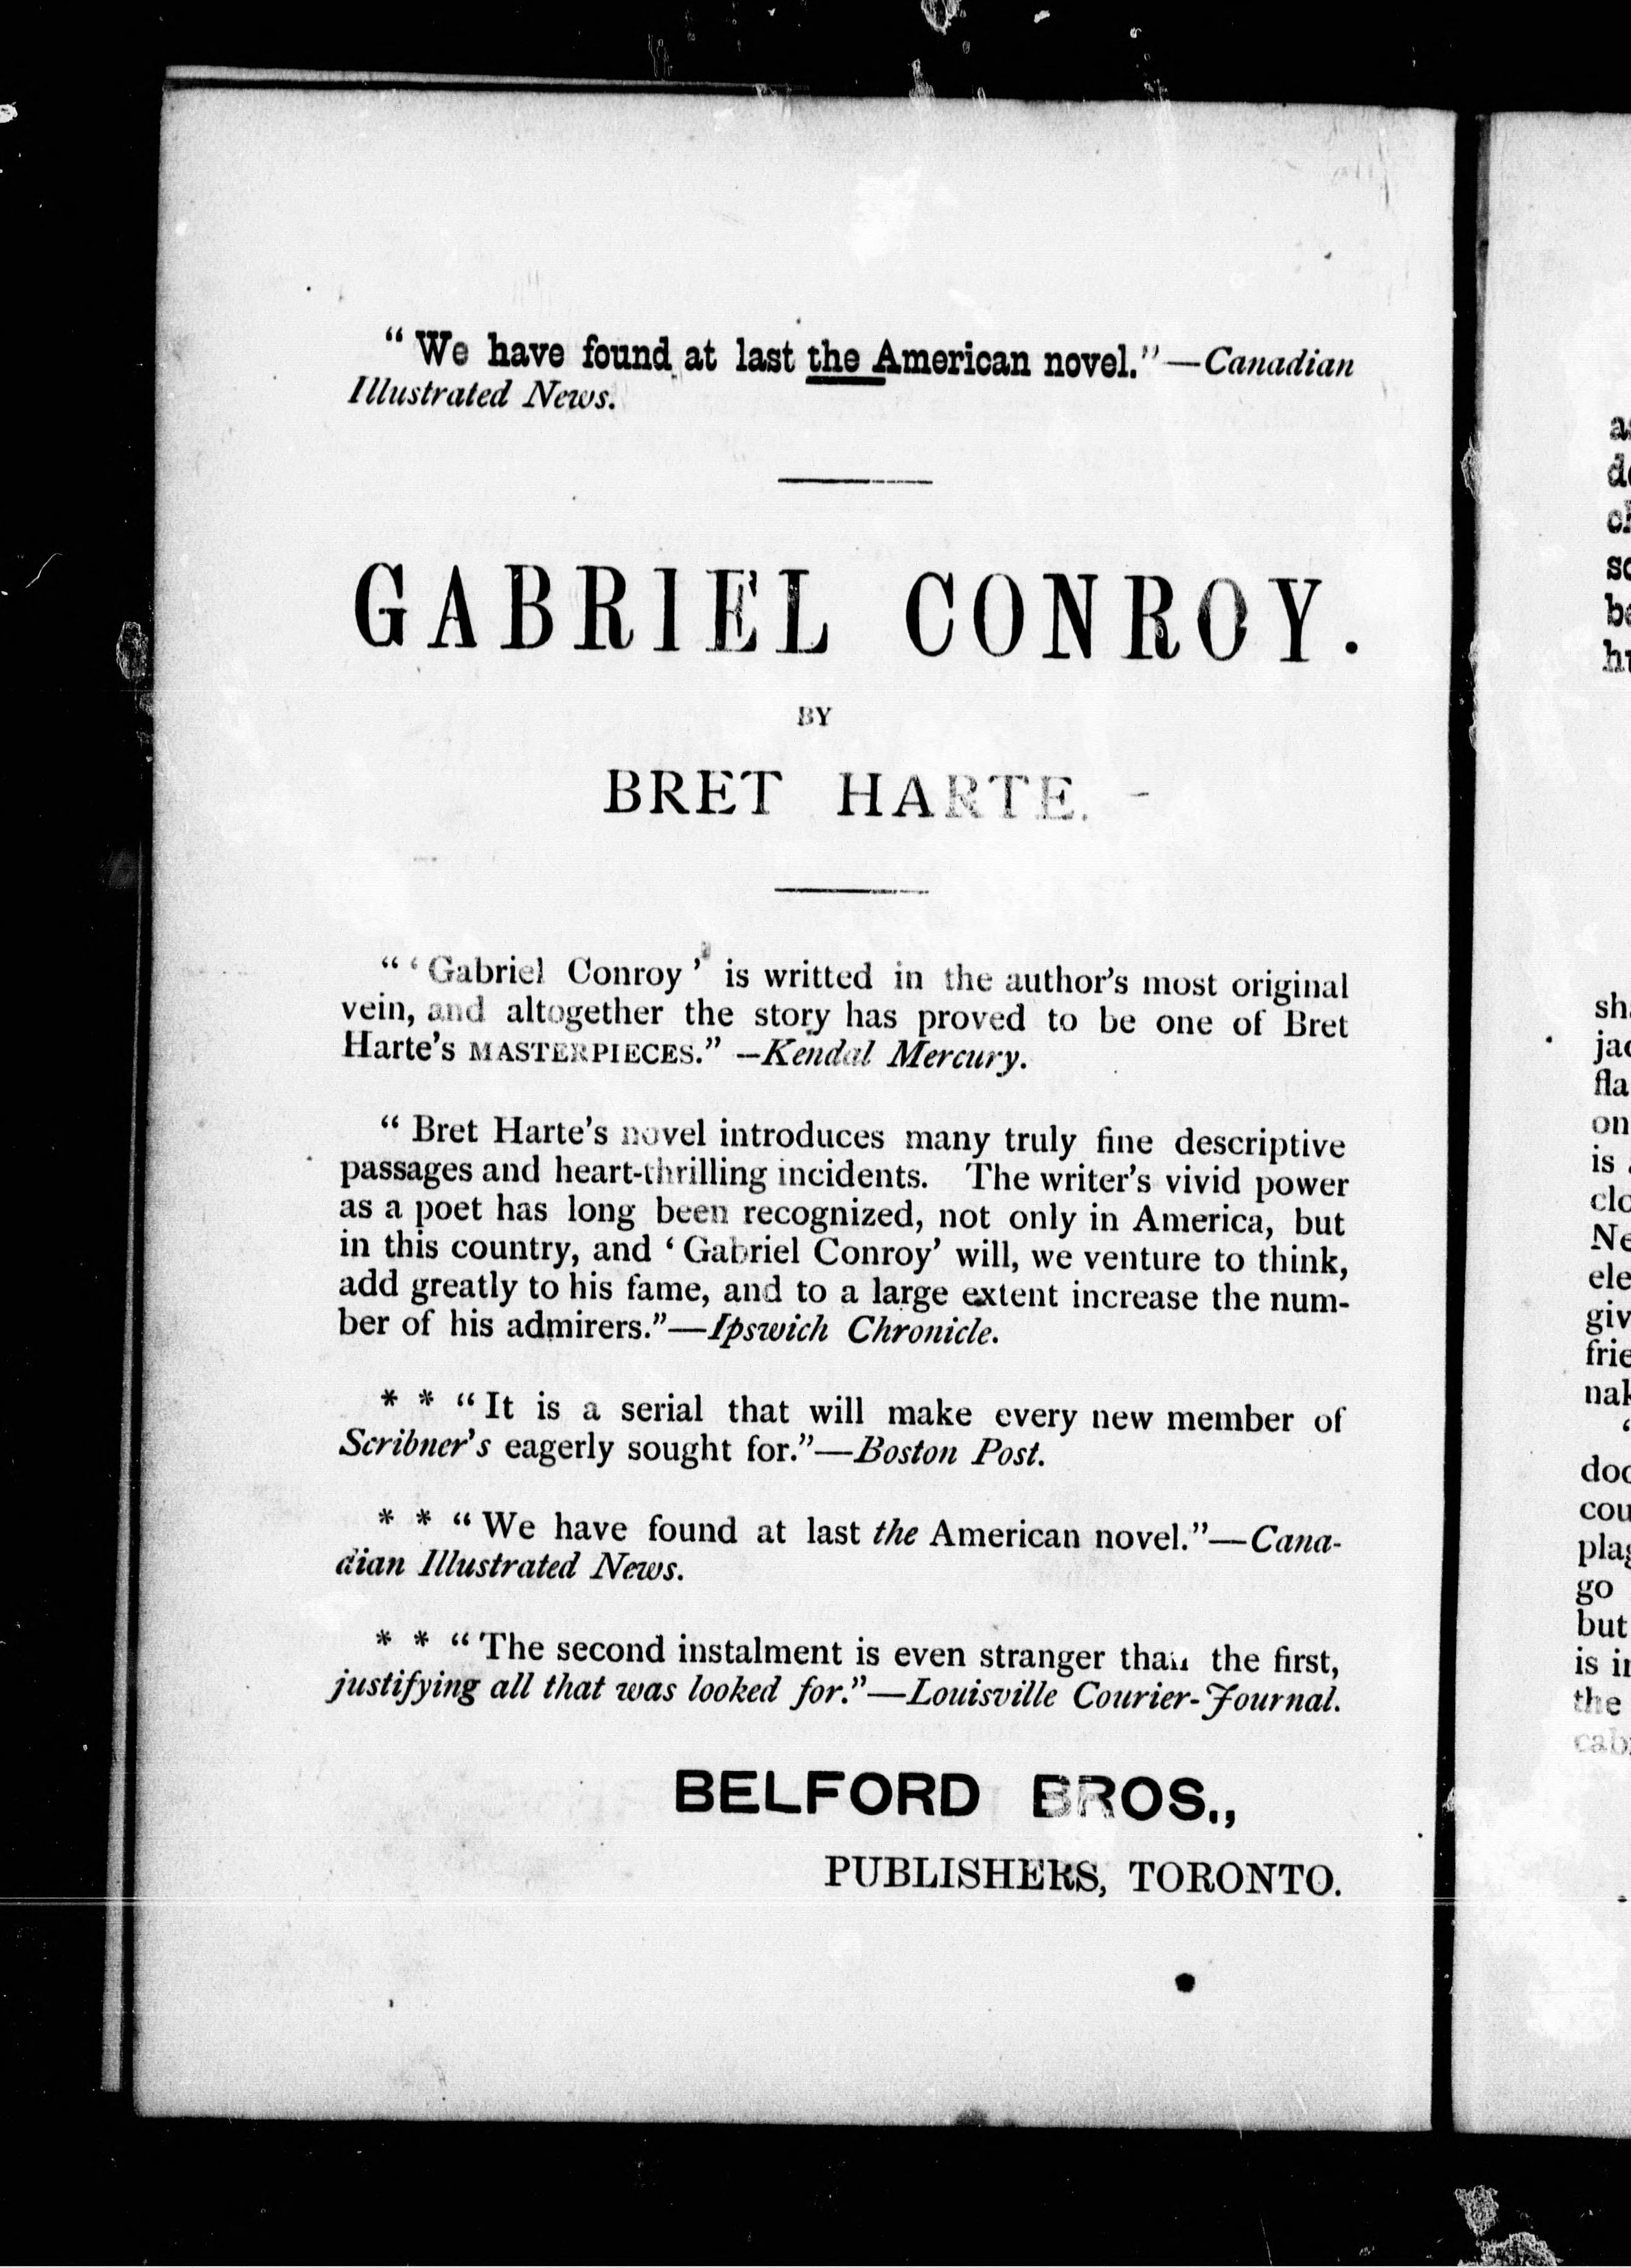 “ We have found at last the American novel.”—Canadian
Illustrated News.
GABRIEL CONROY.
BY
BRET HARTE.
“ ‘ Gabriel Conroy ’ is writted in the author’s most original
vein, and altogether the story has proved to be one of Bret
Harte’s MASTERPIECES.” —Kendal Mercury.
“ Bret Harte’s novel introduces many truly fine descriptive
passages and heart-thrilling incidents. The writer’s vivid power
as a poet has long been recognized, not only in America, but
in this country, and ‘ Gabriel Conroy’ will, we venture to think,
add greatly to his fame, and to a large extent increase the num-
ber of his admirers.”—Ipswich Chronicle.
* * “ It is a serial that will make every new member of
Scribner’s eagerly sought for.”—Boston Post.
* * “ We have found at last the American novel.”—Cana-
dian Illustrated News.
* * “ The second instalment is even stranger than the first,
justifying all that was looked for.”—Louisville Courier-Journal.
BELFORD BROS.,
PUBLISHERS, TORONTO.